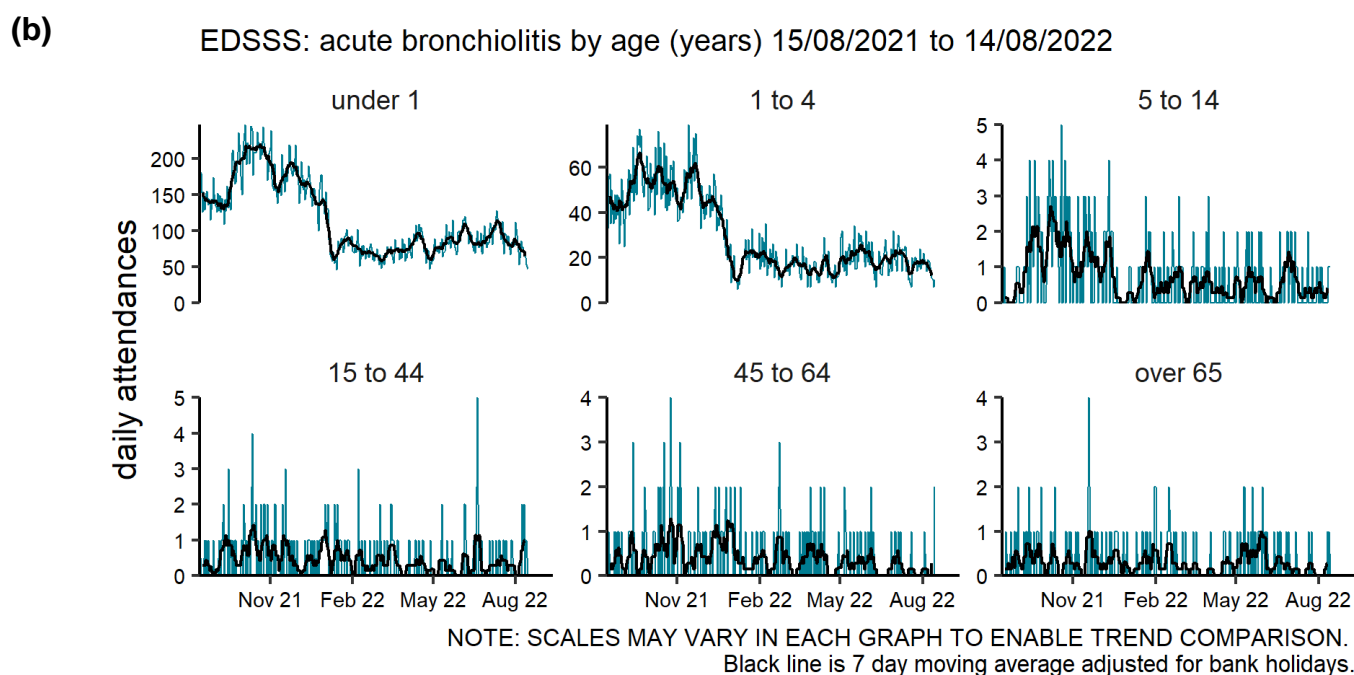 (b)
EDSSS: acute bronchiolitis by age (years) 15/08/2021 to 14/08/2022
daily attendances
under 1
200
150
100
50
0
1 to 4
60
40
20
0
5 to 14
5
4
3
2
1
0
15 to 44
5
4
3
2
1
0
Nov 21 Feb 22 May 22 Aug 22
45 to 64
4
3
2
1
0
Nov 21 Feb 22 May 22 Aug 22
over 65
4
3
2
1
0
Nov 21 Feb 22 May 22 Aug 22
NOTE: SCALES MAY VARY IN EACH GRAPH TO ENABLE TREND COMPARISON.
Black line is 7 day moving average adjusted for bank holidays.